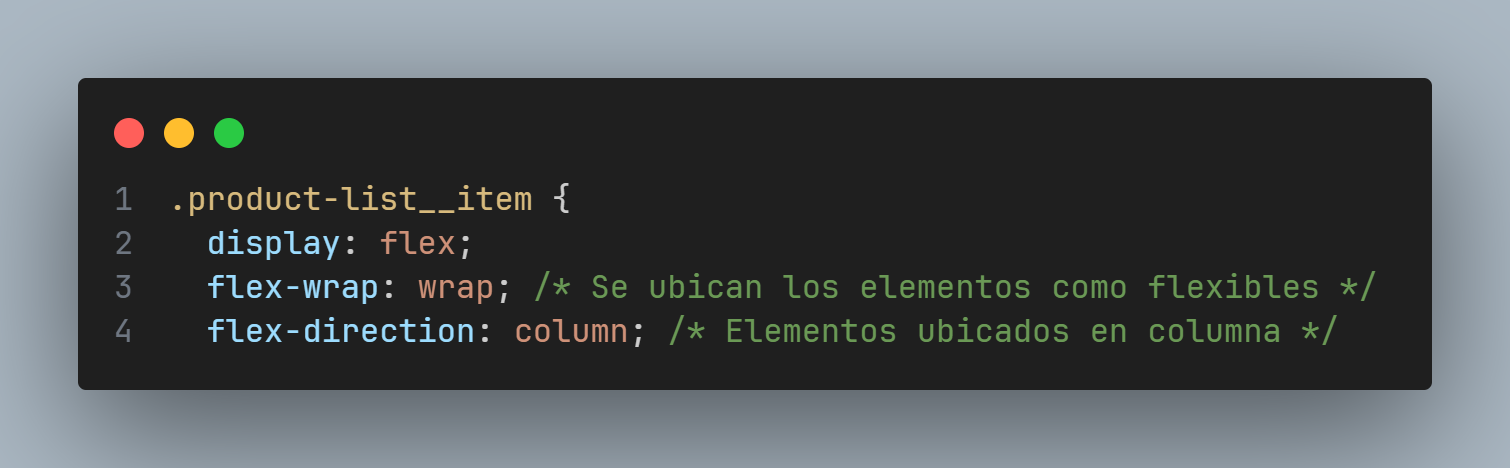 1 .product-list__item {
2   display: flex;
3   flex-wrap: wrap; /* Se ubican los elementos como flexibles */
4   flex-direction: column; /* Elementos ubicados en columna */